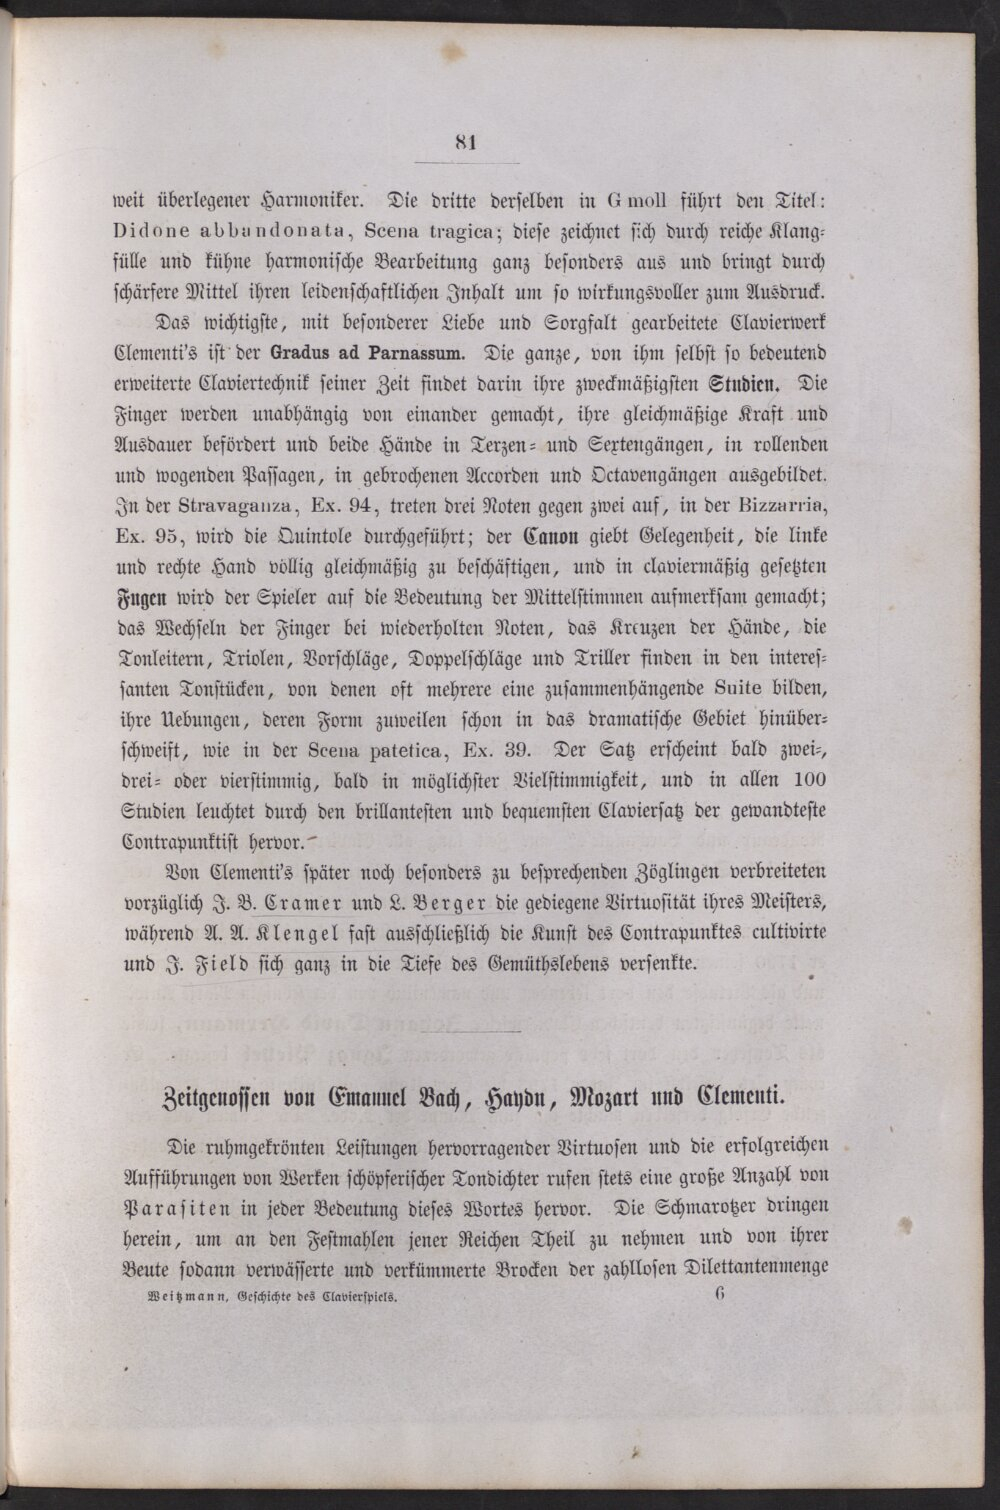 81
weit überlegener Harmoniker. Die dritte derselben in G moll führt den Titel:
Didone abbandonata, Scena tragica; diese zeichnet sich durch reiche Klang=
fülle und kühne harmonische Bearbeitung ganz besonders aus und bringt durch
schärfere Mittel ihren leidenschaftlichen Inhalt um so wirkungsvoller zum Ausdruck.
Das wichtigste, mit besonderer Liebe und Sorgfalt gearbeitete Clavierwerk
Clementi's ist der Gradus ad Parnassum. Die ganze, von ihm selbst so bedeutend
erweiterte Claviertechnik seiner Zeit findet darin ihre zweckmäßigsten Studien. Die
Finger werden unabhängig von einander gemacht, ihre gleichmäßige Kraft und
Ausdauer befördert und beide Hände in Terzen= und Sextengängen, in rollenden
und wogenden Passagen, in gebrochenen Accorden und Octavengängen ausgebildet.
In der Stravaganza, Ex. 94, treten drei Noten gegen zwei auf, in der Bizzarria,
Ex. 95, wird die Quintole durchgeführt; der Canon giebt Gelegenheit, die linke
und rechte Hand völlig gleichmäßig zu beschäftigen, und in claviermäßig gesetzten
Fugen wird der Spieler auf die Bedeutung der Mittelstimmen aufmerksam gemacht;
das Wechseln der Finger bei wiederholten Noten, das Kreuzen der Hände, die
Tonleitern, Triolen, Vorschläge, Doppelschläge und Triller finden in den interes=
santen Tonstücken, von denen oft mehrere eine zusammenhängende Suite bilden,
ihre Uebungen, deren Form zuweilen schon in das dramatische Gebiet hinüber=
schweift, wie in der Scena patetica, Ex. 39. Der Satz erscheint bald zwei=,
drei= oder vierstimmig, bald in möglichster Vielstimmigkeit, und in allen 100
Studien leuchtet durch den brillantesten und bequemsten Claviersatz der gewandteste
Contrapunktist hervor.
Von Clementi's später noch besonders zu besprechenden Zöglingen verbreiteten
vorzüglich J. B. Cramer und L. Berger die gediegene Virtuosität ihres Meisters,
während A. A. Klengel fast ausschließlich die Kunst des Contrapunktes cultivirte
und J. Field sich ganz in die Tiefe des Gemüthslebens versenkte.
Zeitgenossen von Emanuel Bach, Haydn, Mozart und Clementi.
Die ruhmgekrönten Leistungen hervorragender Virtuosen und die erfolgreichen
Aufführungen von Werken schöpferischer Tondichter rufen stets eine große Anzahl von
Parasiten in jeder Bedeutung dieses Wortes hervor. Die Schmarotzer dringen
herein, um an den Festmahlen jener Reichen Theil zu nehmen und von ihrer
Beute sodann verwässerte und verkümmerte Brocken der zahllosen Dilettantenmenge
Weitzmann, Geschichte des Clavierspiels. 6